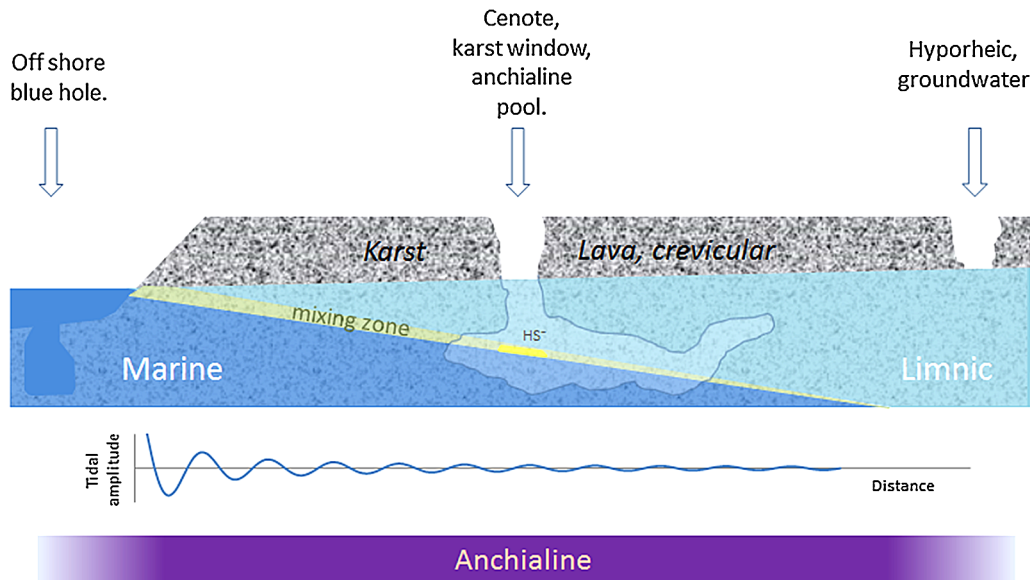 Off shore
blue hole.
Cenote,
karst window,
anchialine
pool.
Hyporheic,
groundwater
Karst
Lava, crevicular
mixing zone
HS⁻
Marine
Limnic
Tidal
amplitude
Distance
Anchialine